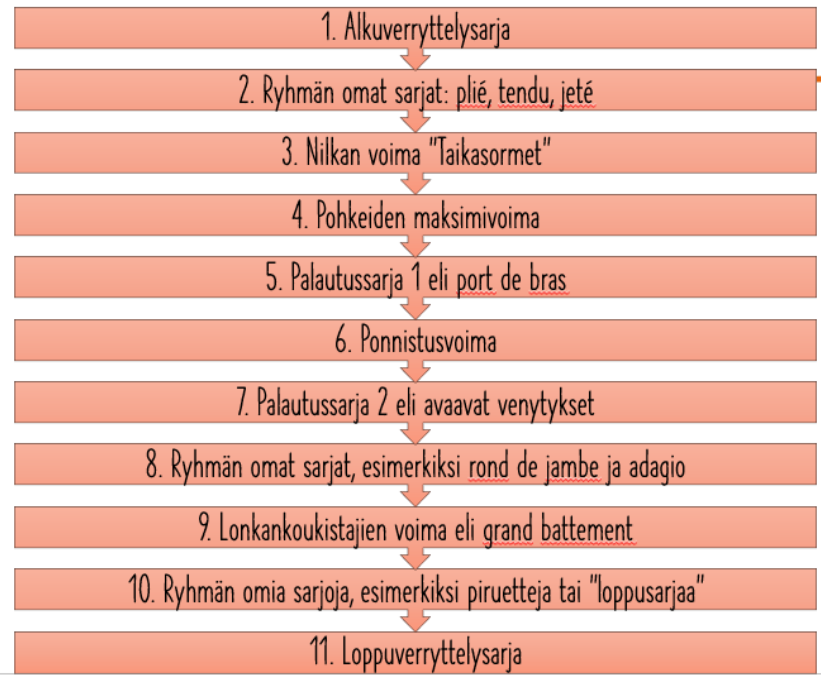 1. Alkuverryttelysarja
2. Ryhmän omat sarjat: plié, tendu, jeté
3. Nilkan voima "Taikasormet"
4. Pohkeiden maksimivoima
5. Palautussarja 1 eli port de bras
6. Ponnistusvoima
7. Palautussarja 2 eli avaavat venytykset
8. Ryhmän omat sarjat, esimerkiksi rond de jambe ja adagio
9. Lonkankoukistajien voima eli grand battement
10. Ryhmän omia sarjoja, esimerkiksi piruetteja tai "loppusarjaa"
11. Loppuverryttelysarja